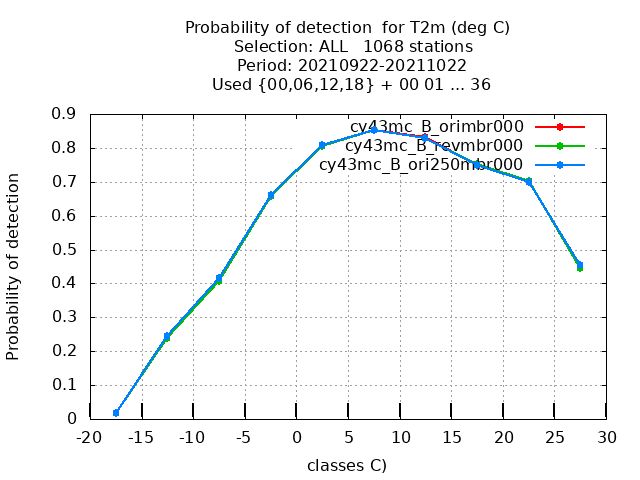 Probability of detection  for T2m (deg C)
Selection: ALL   1068 stations
Period: 20210922-20211022
Used {00,06,12,18} + 00 01 ... 36
cy43mc_B_orimbr000
cy43mc_B_revmbr000
cy43mc_B_ori250mbr000
Probability of detection
0.9
0.8
0.7
0.6
0.5
0.4
0.3
0.2
0.1
0
-20 -15 -10 -5 0 5 10 15 20 25 30
classes C)